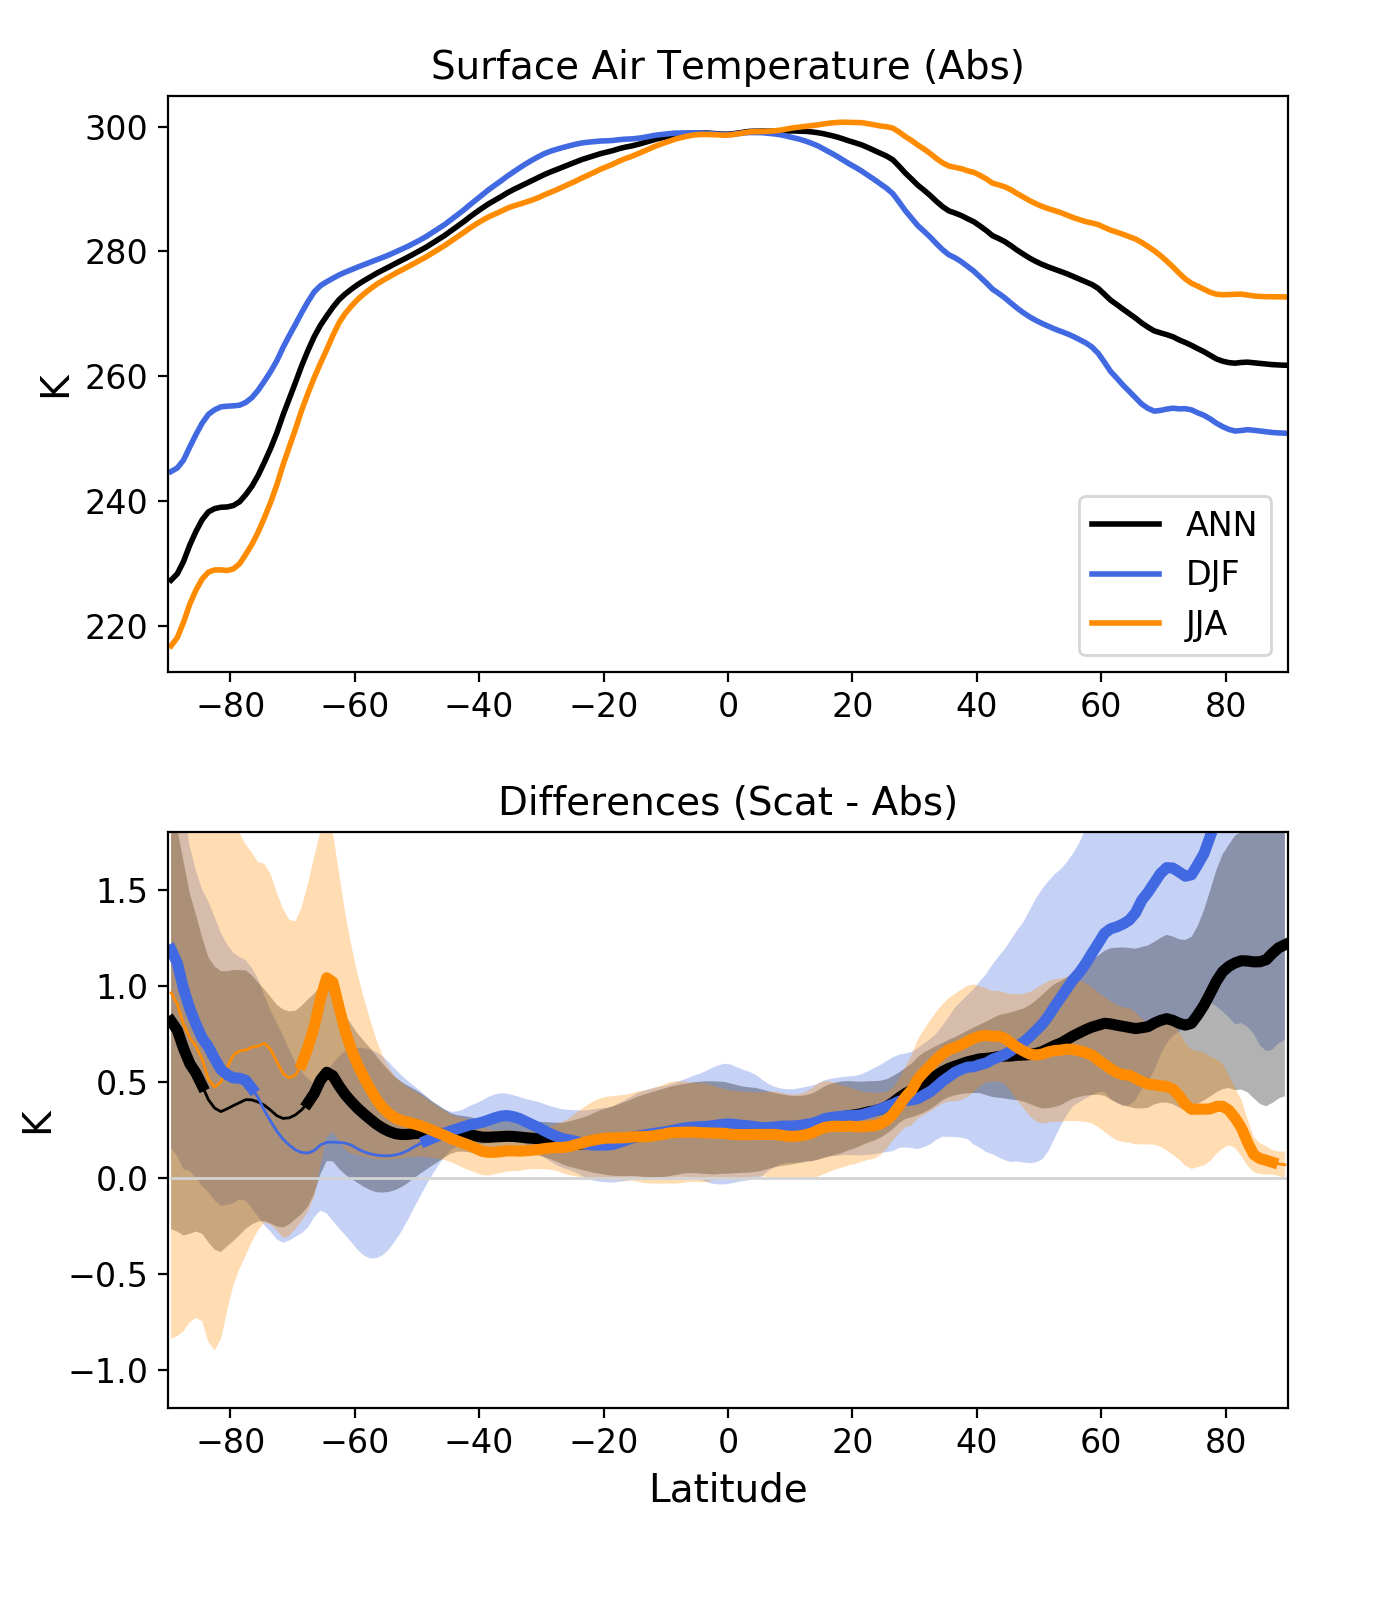 Surface Air Temperature (Abs)
300
280
260
240
220
K
ANN
DJF
JJA
−80 −60 −40 −20 0 20 40 60 80
Differences (Scat - Abs)
1.5
1.0
0.5
0.0
−0.5
−1.0
K
−80 −60 −40 −20 0 20 40 60 80
Latitude